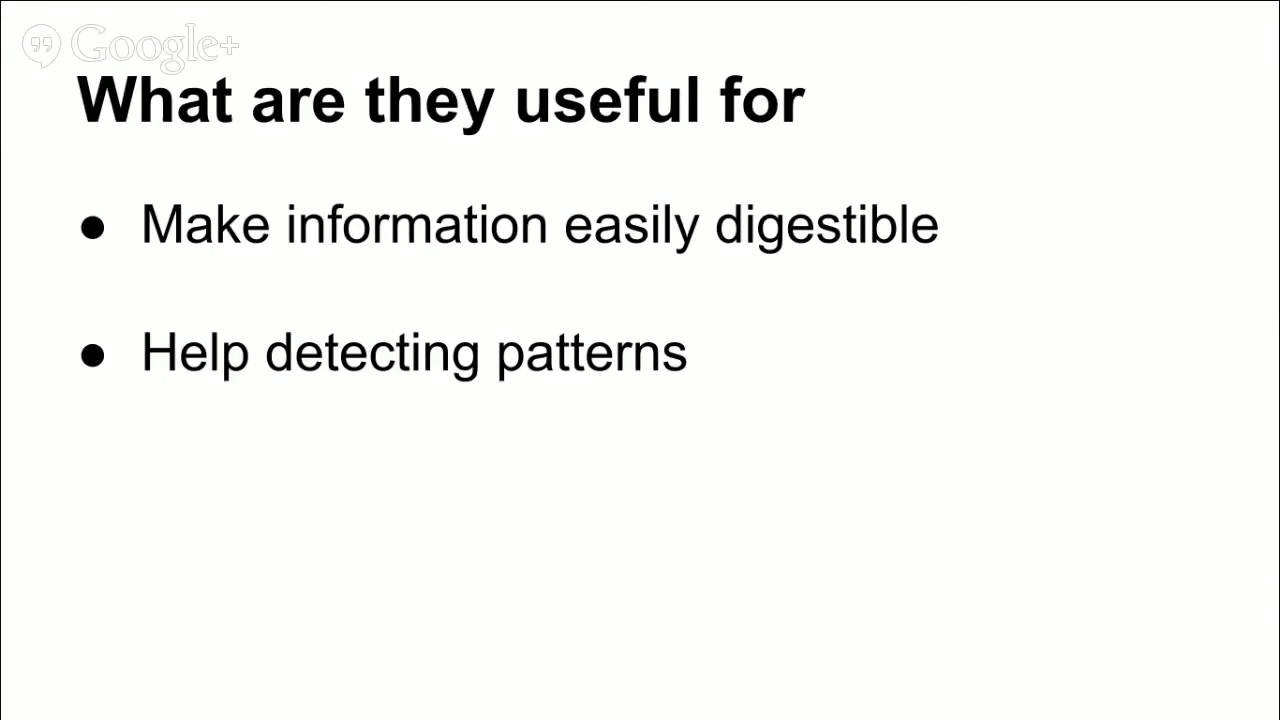 Google+
What are they useful for
● Make information easily digestible
● Help detecting patterns